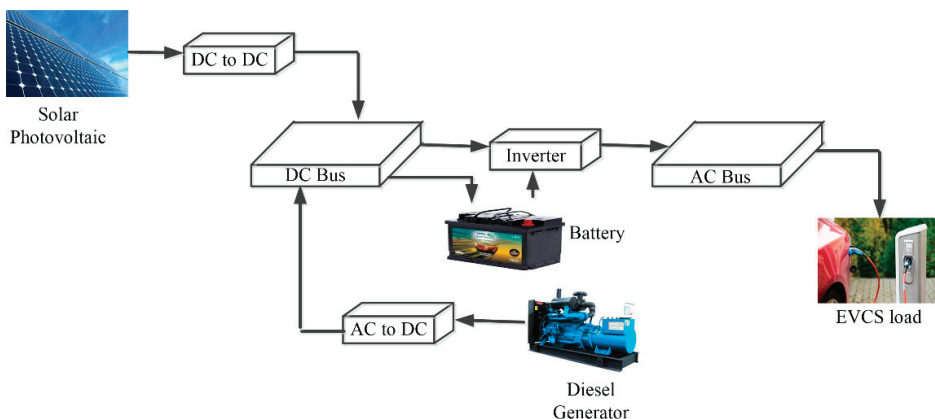 DC to DC
Solar
Photovoltaic
DC Bus
Inverter
AC Bus
Battery
AC to DC
EVCS load
Diesel
Generator